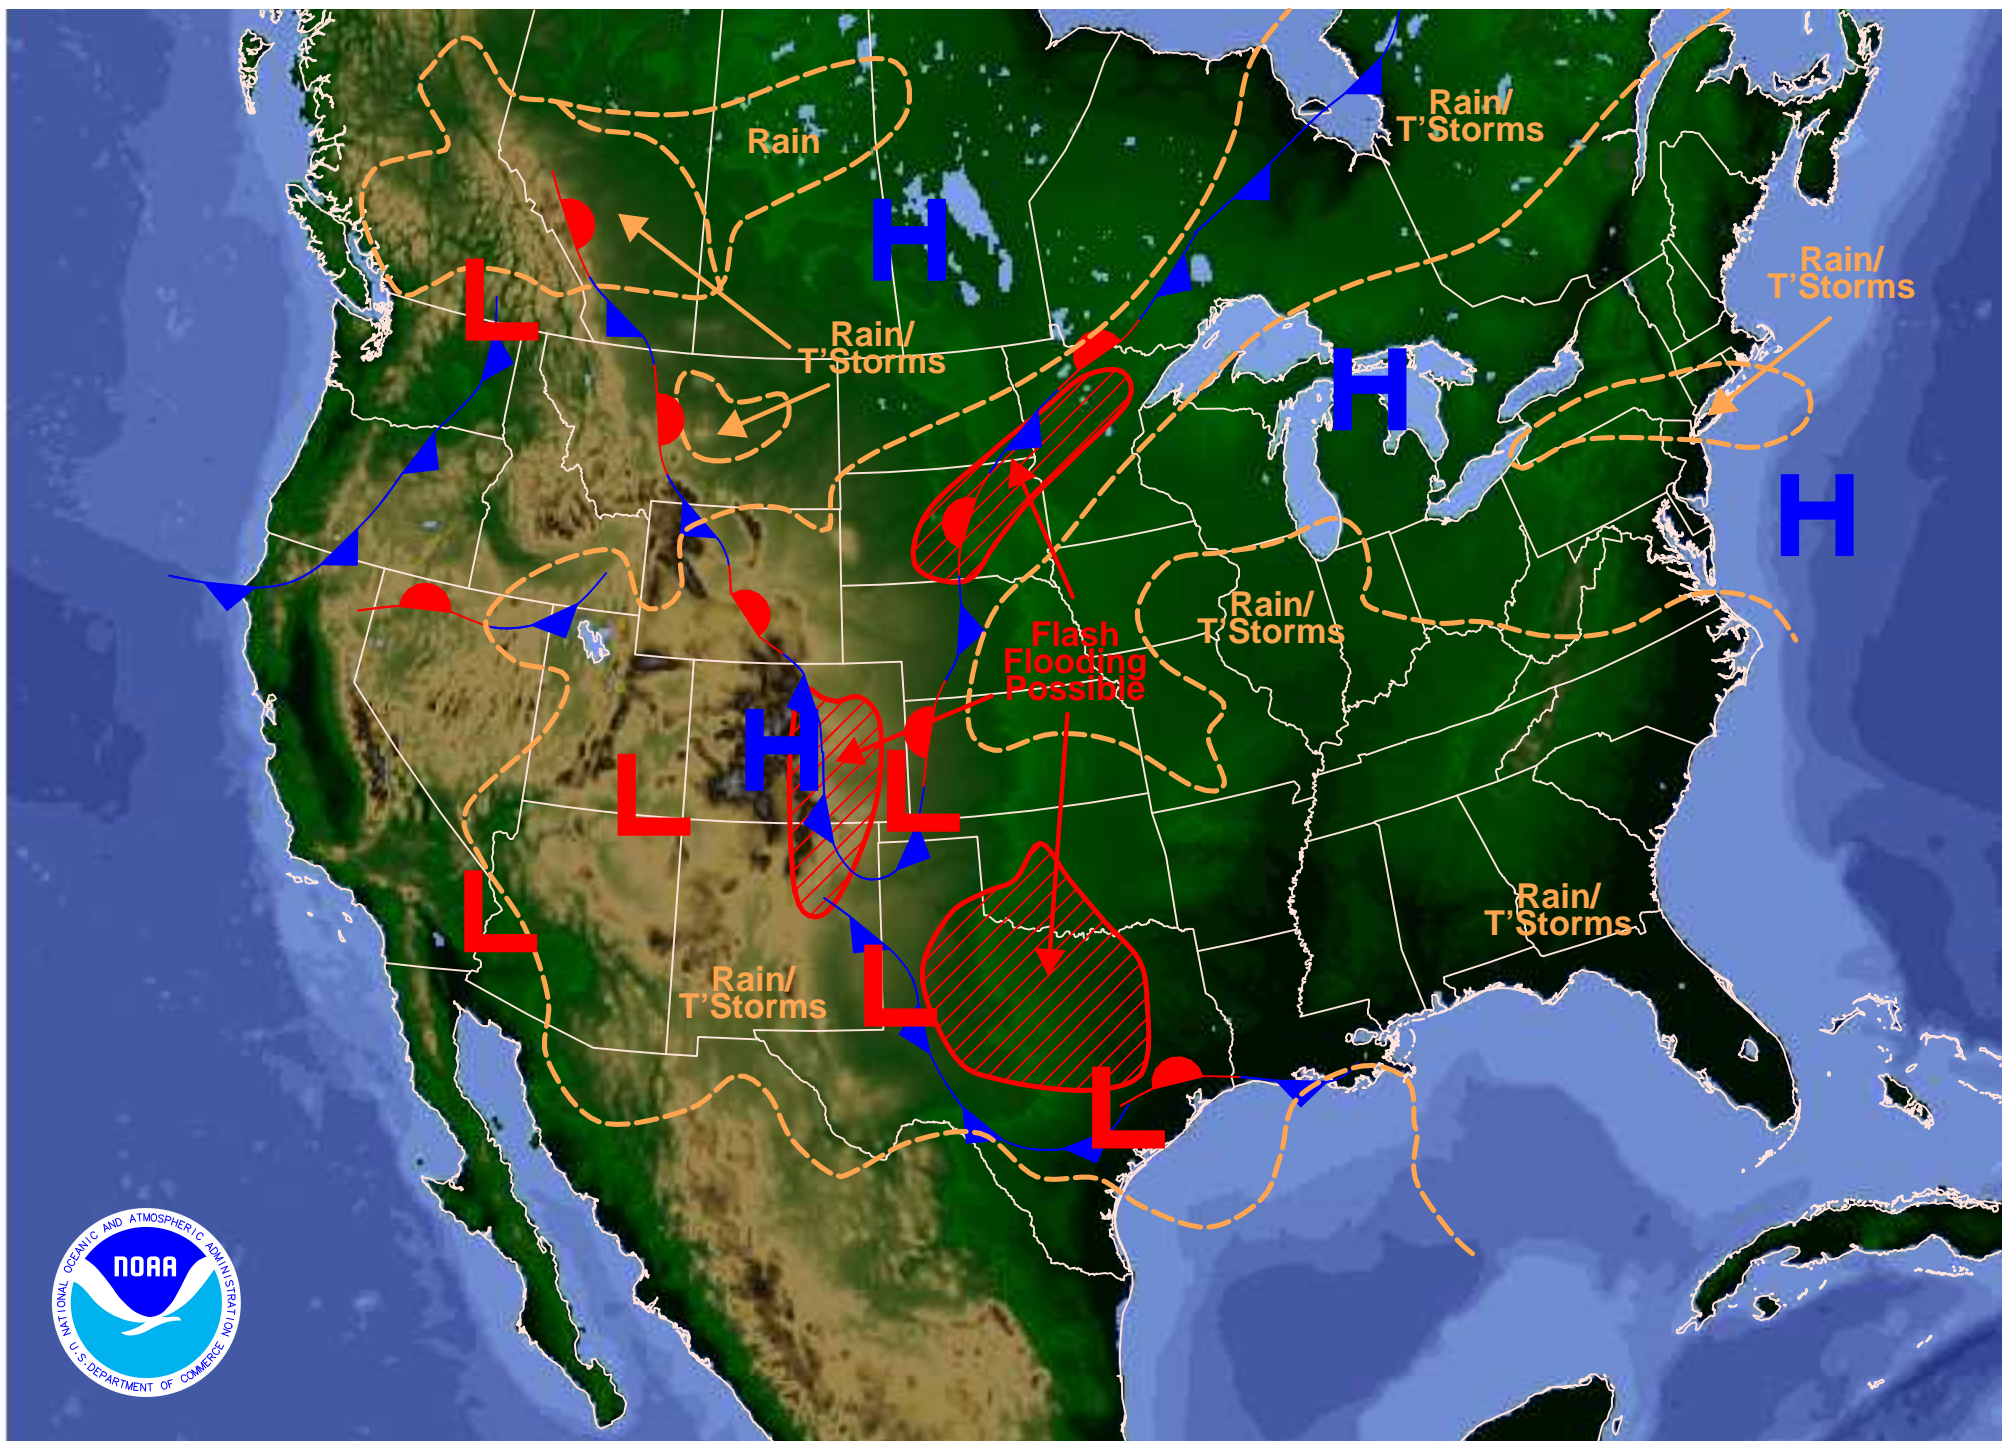 Rain/
T'Storms
Rain
Rain/
T'Storms
Rain/
T'Storms
H
L
H
H
Rain/
T'Storms
Flash
Flooding
Possible
H
L
L
L
Rain/
T'Storms
L
Rain/
T'Storms
L
H
NATIONAL OCEANIC AND ATMOSPHERIC ADMINISTRATION
NOAA
U.S. DEPARTMENT OF COMMERCE